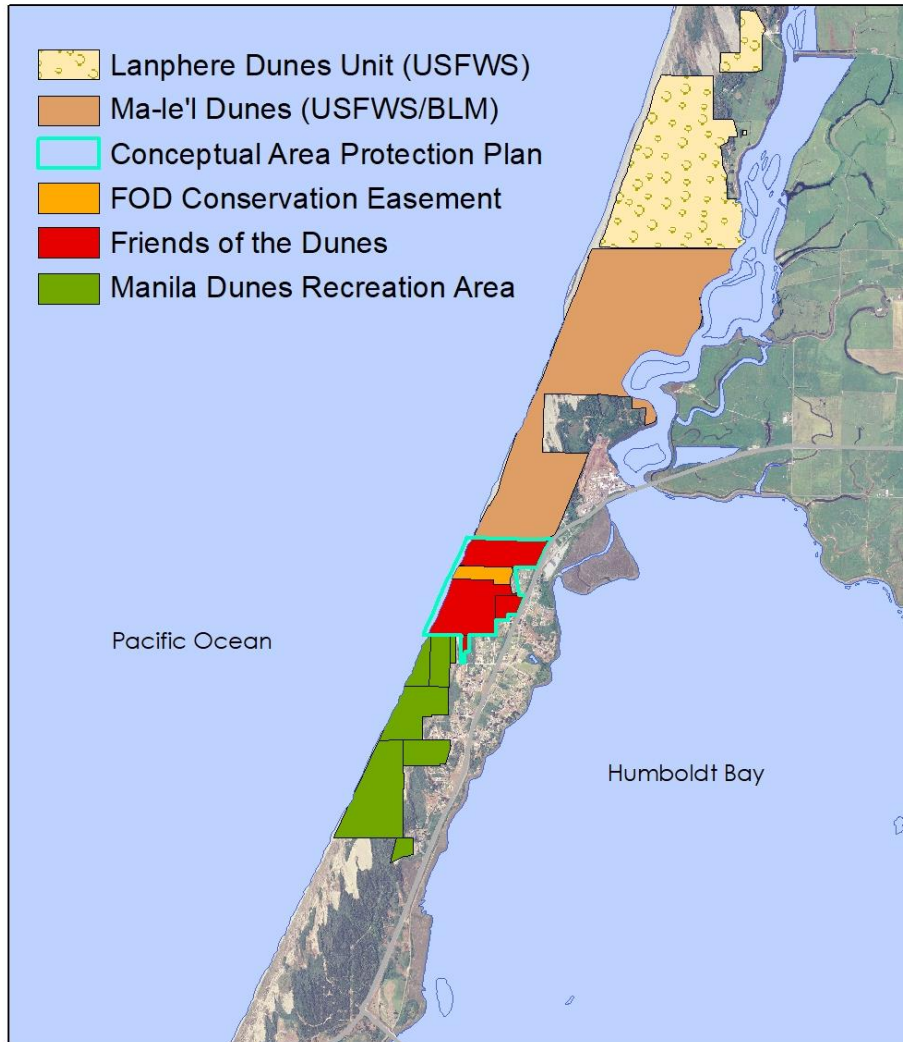 Lanphere Dunes Unit (USFWS)
Ma-le'l Dunes (USFWS/BLM)
Conceptual Area Protection Plan
FOD Conservation Easement
Friends of the Dunes
Manila Dunes Recreation Area
Pacific Ocean
Humboldt Bay